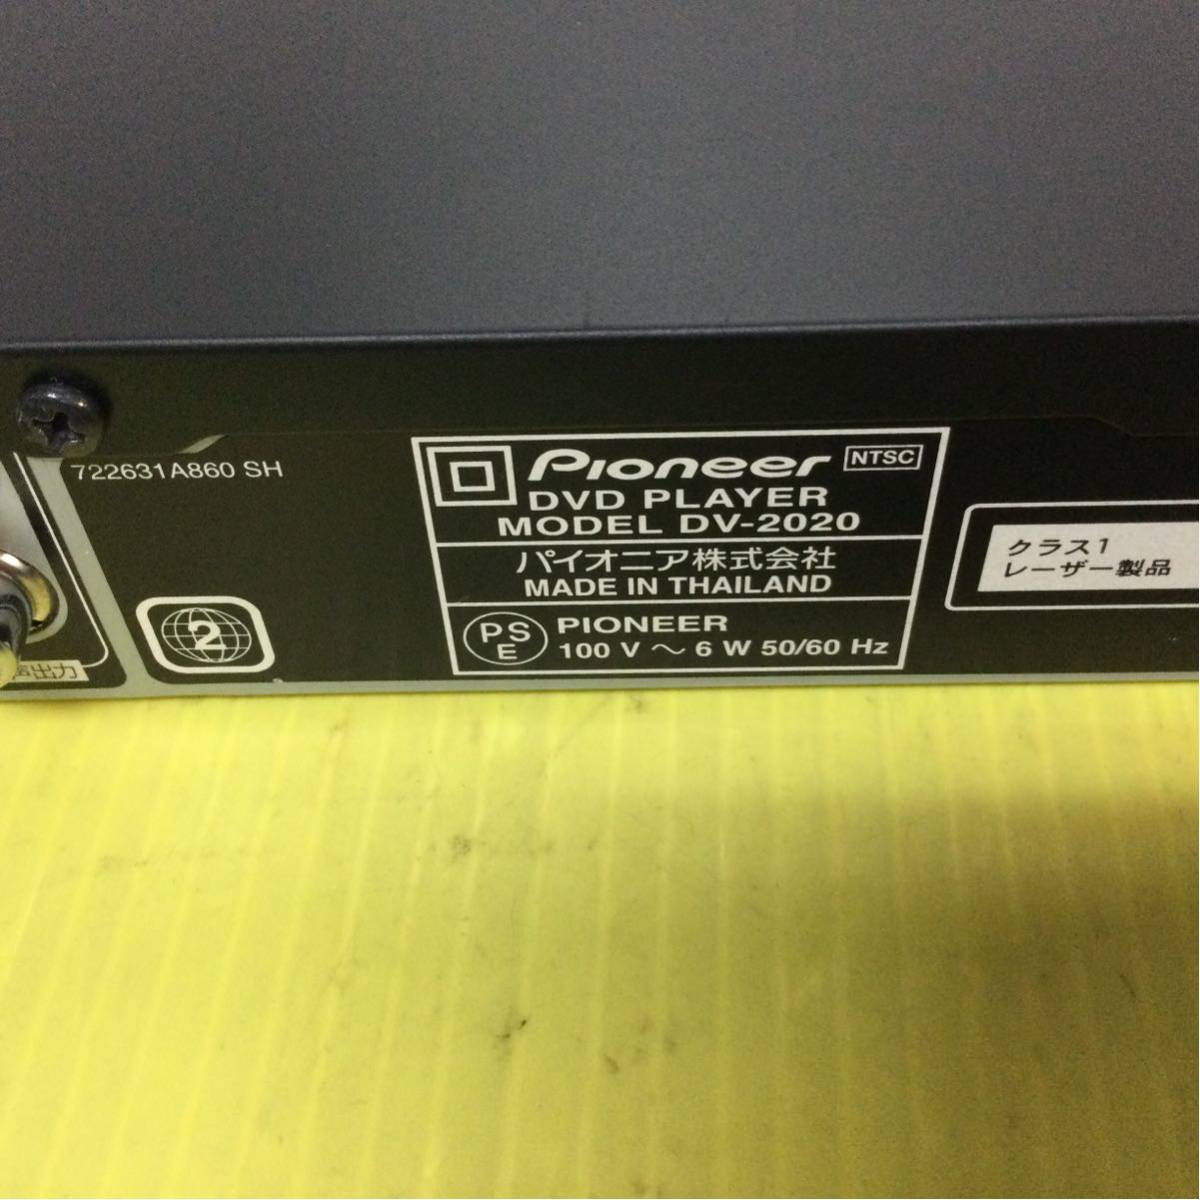 722631A860 SH
Pioneer NTSC
DVD PLAYER
MODEL DV-2020
パイオニア株式会社
MADE IN THAILAND
PS
E
PIONEER
100 V ～ 6 W 50/60 Hz
クラス1
レーザー製品
2
出力